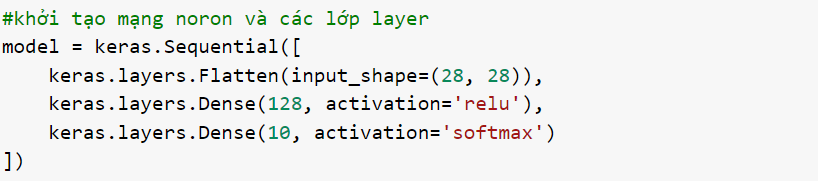 #khởi tạo mạng noron và các lớp layer
model = keras.Sequential([
    keras.layers.Flatten(input_shape=(28, 28)),
    keras.layers.Dense(128, activation='relu'),
    keras.layers.Dense(10, activation='softmax')
])